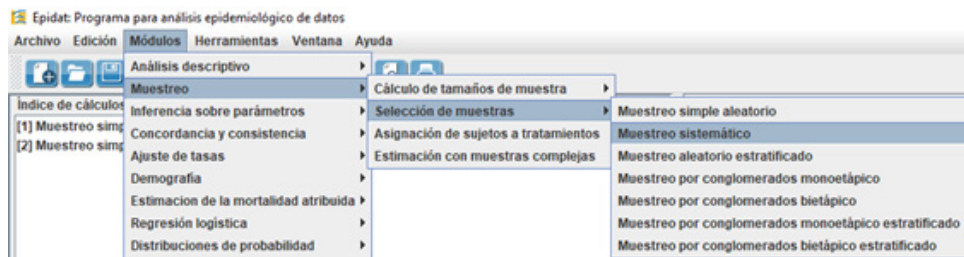 Epidat: Programa para análisis epidemiológico de datos
Archivo Edición Módulos Herramientas Ventana Ayuda
Análisis descriptivo
Muestreo
Cálculo de tamaños de muestra
Índice de cálculos
Inferencia sobre parámetros
Selección de muestras
Muestreo simple aleatorio
[1] Muestreo simp
Concordancia y consistencia
Asignación de sujetos a tratamientos
Muestreo sistemático
[2] Muestreo simp
Ajuste de tasas
Estimación con muestras complejas
Muestreo aleatorio estratificado
Demografía
Muestreo por conglomerados monoetápico
Estimacion de la mortalidad atribuida
Muestreo por conglomerados bietápico
Regresión logística
Muestreo por conglomerados monoetápico estratificado
Distribuciones de probabilidad
Muestreo por conglomerados bietápico estratificado